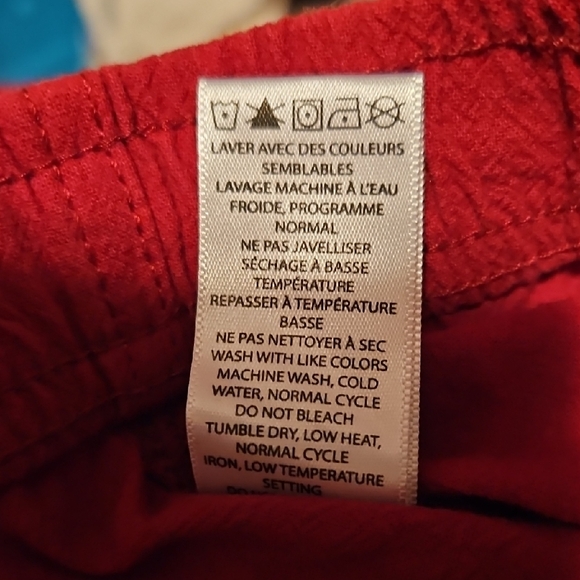 LAVER AVEC DES COULEURS
SEMBLABLES
LAVAGE MACHINE À L'EAU
FROIDE, PROGRAMME
NORMAL
NE PAS JAVELLISER
SÉCHAGE À BASSE
TEMPÉRATURE
REPASSER À TEMPÉRATURE
BASSE
NE PAS NETTOYER À SEC
WASH WITH LIKE COLORS
MACHINE WASH, COLD
WATER, NORMAL CYCLE
DO NOT BLEACH
TUMBLE DRY, LOW HEAT,
NORMAL CYCLE
IRON, LOW TEMPERATURE
SETTING